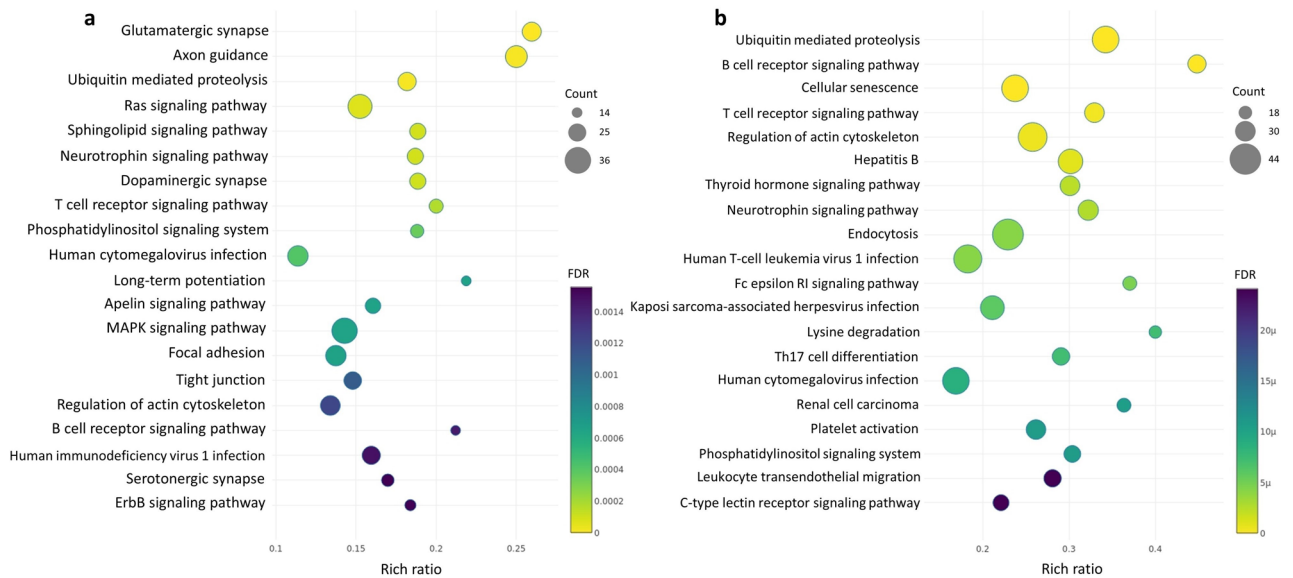 a
Glutamatergic synapse
Axon guidance
Ubiquitin mediated proteolysis
Ras signaling pathway
Sphingolipid signaling pathway
Neurotrophin signaling pathway
Dopaminergic synapse
T cell receptor signaling pathway
Phosphatidylinositol signaling system
Human cytomegalovirus infection
Long-term potentiation
Apelin signaling pathway
MAPK signaling pathway
Focal adhesion
Tight junction
Regulation of actin cytoskeleton
B cell receptor signaling pathway
Human immunodeficiency virus 1 infection
Serotonergic synapse
ErbB signaling pathway
0.1 0.15 0.2 0.25
Rich ratio
Count
14
25
36
FDR
0.0014
0.0012
0.001
0.0008
0.0006
0.0004
0.0002
0
b
Ubiquitin mediated proteolysis
B cell receptor signaling pathway
Cellular senescence
T cell receptor signaling pathway
Regulation of actin cytoskeleton
Hepatitis B
Thyroid hormone signaling pathway
Neurotrophin signaling pathway
Endocytosis
Human T-cell leukemia virus 1 infection
Fc epsilon RI signaling pathway
Kaposi sarcoma-associated herpesvirus infection
Lysine degradation
Th17 cell differentiation
Human cytomegalovirus infection
Renal cell carcinoma
Platelet activation
Phosphatidylinositol signaling system
Leukocyte transendothelial migration
C-type lectin receptor signaling pathway
0.2 0.3 0.4
Rich ratio
Count
18
30
44
FDR
20μ
15μ
10μ
5μ
0